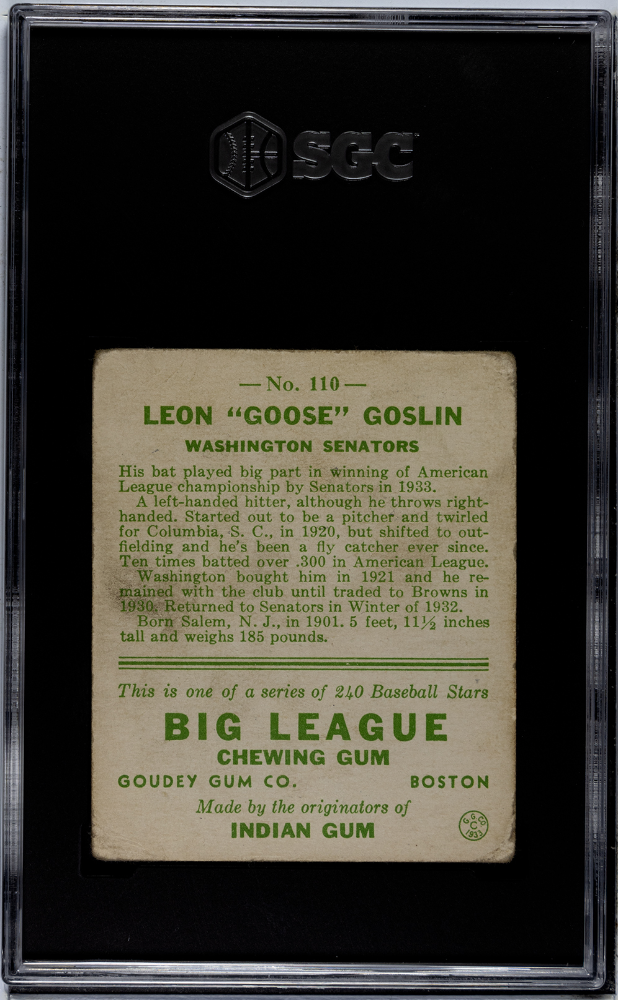 SGC
— No. 110 —
LEON "GOOSE" GOSLIN
WASHINGTON SENATORS
His bat played big part in winning of American
League championship by Senators in 1933.
A left-handed hitter, although he throws right-
handed. Started out to be a pitcher and twirled
for Columbia, S. C., in 1920, but shifted to out-
fielding and he's been a fly catcher ever since.
Ten times batted over .300 in American League.
Washington bought him in 1921 and he re-
mained with the club until traded to Browns in
1930. Returned to Senators in Winter of 1932.
Born Salem, N. J., in 1901. 5 feet, 11½ inches
tall and weighs 185 pounds.
This is one of a series of 240 Baseball Stars
BIG LEAGUE
CHEWING GUM
GOUDEY GUM CO. BOSTON
Made by the originators of
INDIAN GUM
G. G. CO.
C
1933